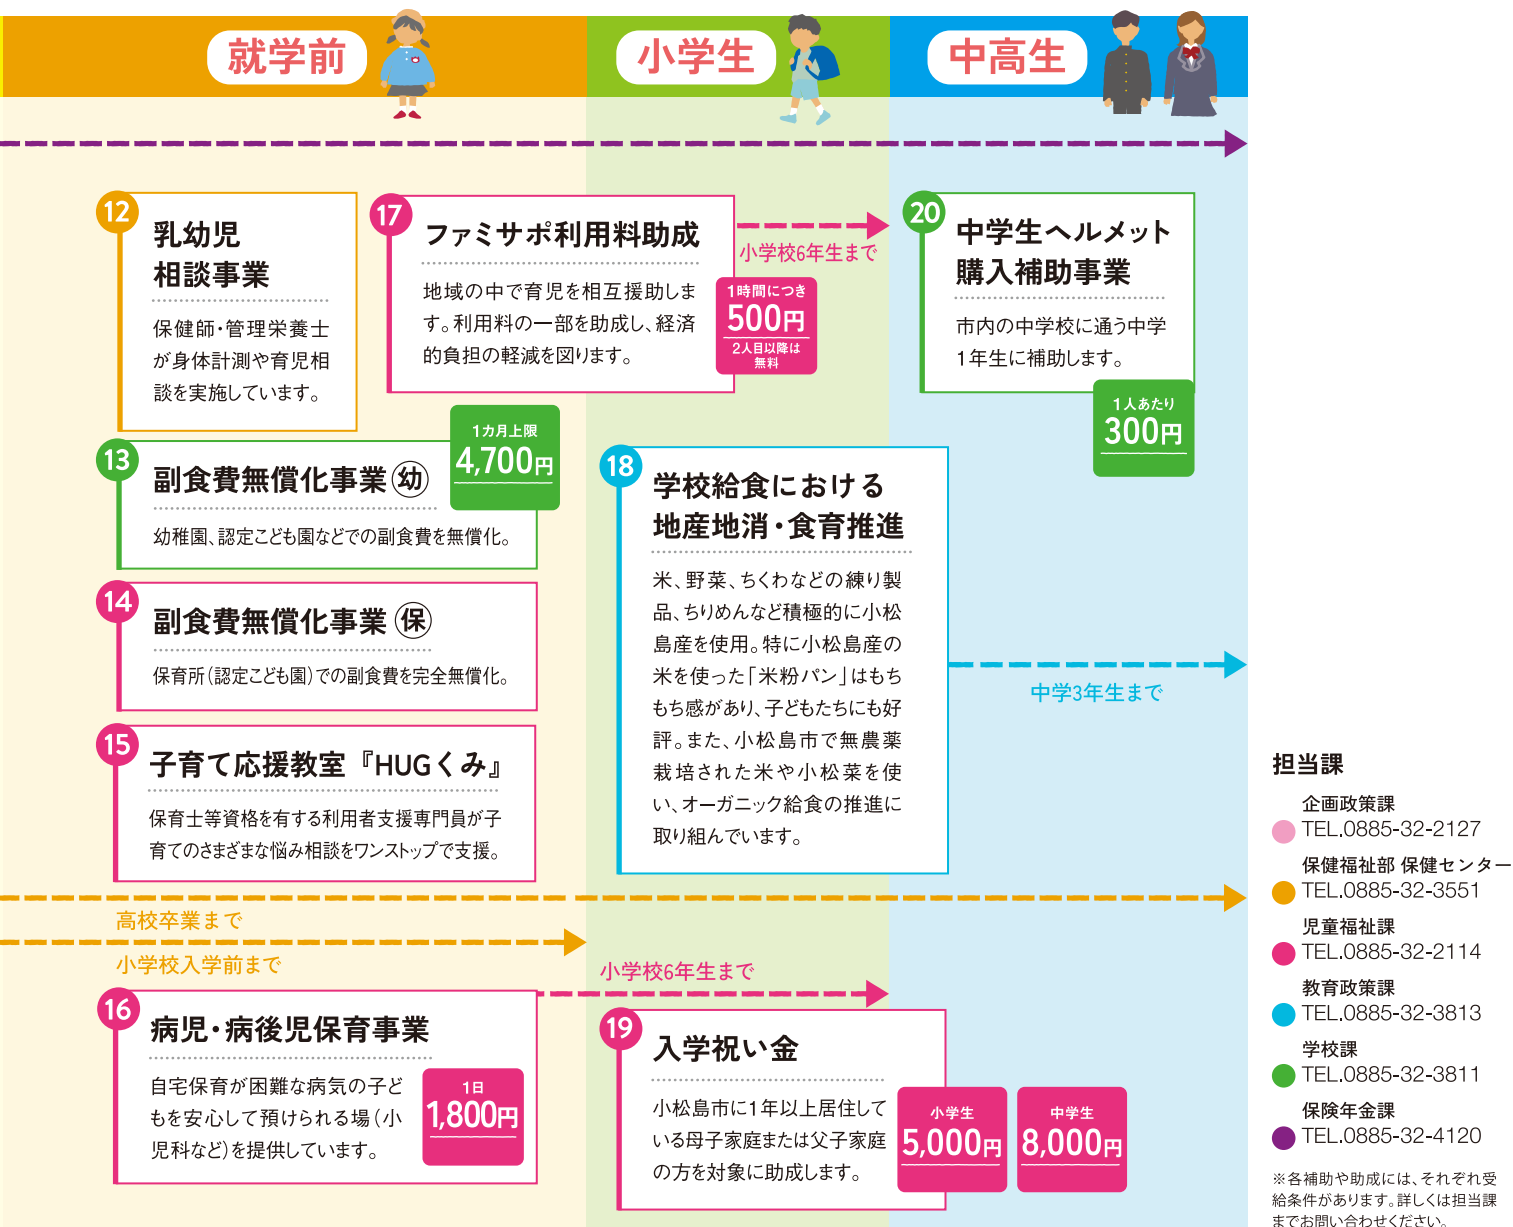 就学前
小学生
中高生
12
乳幼児
相談事業
保健師・管理栄養士
が身体計測や育児相
談を実施しています。
17
ファミサポ利用料助成
地域の中で育児を相互援助しま
す。利用料の一部を助成し、経済
的負担の軽減を図ります。
小学校6年生まで
1時間につき
500円
2人目以降は
無料
20
中学生ヘルメット
購入補助事業
市内の中学校に通う中学
1年生に補助します。
1人あたり
300円
13
副食費無償化事業 幼
幼稚園、認定こども園などでの副食費を無償化。
1カ月上限
4,700円
14
副食費無償化事業 保
保育所(認定こども園)での副食費を完全無償化。
15
子育て応援教室『HUGくみ』
保育士等資格を有する利用者支援専門員が子
育てのさまざまな悩み相談をワンストップで支援。
18
学校給食における
地産地消・食育推進
米、野菜、ちくわなどの練り製
品、ちりめんなど積極的に小松
島産を使用。特に小松島産の
米を使った「米粉パン」はもち
もち感があり、子どもたちにも好
評。また、小松島市で無農薬
栽培された米や小松菜を使
い、オーガニック給食の推進に
取り組んでいます。
中学3年生まで
高校卒業まで
小学校入学前まで
16
病児・病後児保育事業
自宅保育が困難な病気の子ど
もを安心して預けられる場(小
児科など)を提供しています。
1日
1,800円
小学校6年生まで
19
入学祝い金
小松島市に1年以上居住して
いる母子家庭または父子家庭
の方を対象に助成します。
小学生
5,000円
中学生
8,000円
担当課
企画政策課
TEL.0885-32-2127
保健福祉部 保健センター
TEL.0885-32-3551
児童福祉課
TEL.0885-32-2114
教育政策課
TEL.0885-32-3813
学校課
TEL.0885-32-3811
保険年金課
TEL.0885-32-4120
※各補助や助成には、それぞれ受
給条件があります。詳しくは担当課
までお問い合わせください。